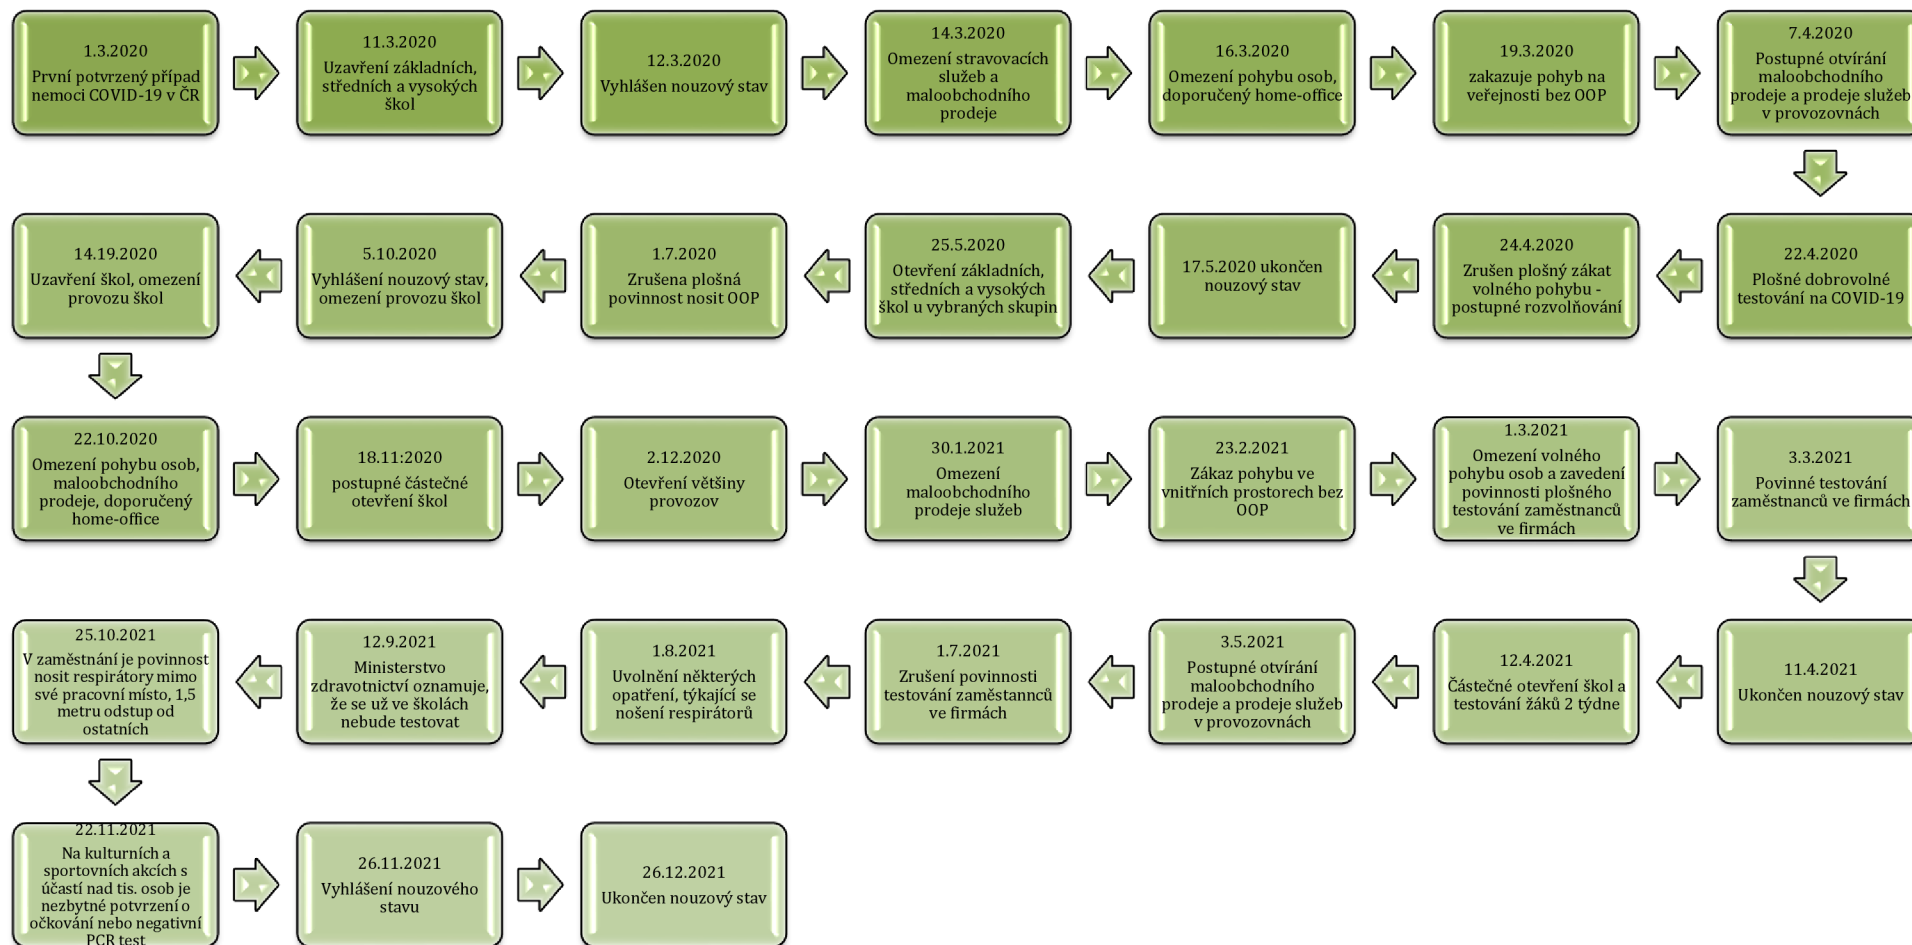 1.3.2020
První potvrzený případ
nemoci COVID-19 v ČR
11.3.2020
Uzavření základních,
středních a vysokých
škol
12.3.2020
Vyhlášen nouzový stav
14.3.2020
Omezení stravovacích
služeb a
maloobchodního
prodeje
16.3.2020
Omezení pohybu osob,
doporučený home-office
19.3.2020
zakazuje pohyb na
veřejnosti bez OOP
7.4.2020
Postupné otvírání
maloobchodního
prodeje a prodeje služeb
v provozovnách
22.4.2020
Plošné dobrovolné
testování na COVID-19
24.4.2020
Zrušen plošný zákat
volného pohybu -
postupné rozvolňování
17.5.2020 ukončen
nouzový stav
25.5.2020
Otevření základních,
středních a vysokých
škol u vybraných skupin
1.7.2020
Zrušena plošná
povinnost nosit OOP
5.10.2020
Vyhlášení nouzový stav,
omezení provozu škol
14.19.2020
Uzavření škol, omezení
provozu škol
22.10.2020
Omezení pohybu osob,
maloobchodního
prodeje, doporučený
home-office
18.11:2020
postupné částečné
otevření škol
2.12.2020
Otevření většiny
provozov
30.1.2021
Omezení
maloobchodního
prodeje služeb
23.2.2021
Zákaz pohybu ve
vnitřních prostorech bez
OOP
1.3.2021
Omezení volného
pohybu osob a zavedení
povinnosti plošného
testování zaměstnanců
ve firmách
3.3.2021
Povinné testování
zaměstnanců ve firmách
11.4.2021
Ukončen nouzový stav
12.4.2021
Částečné otevření škol a
testování žáků 2 týdne
3.5.2021
Postupné otvírání
maloobchodního
prodeje a prodeje služeb
v provozovnách
1.7.2021
Zrušení povinnosti
testování zaměstannců
ve firmách
1.8.2021
Uvolnění některých
opatření, týkající se
nošení respirátorů
12.9.2021
Ministerstvo
zdravotnictví oznamuje,
že se už ve školách
nebude testovat
25.10.2021
V zaměstnání je povinnost
nosit respirátory mimo
své pracovní místo, 1,5
metru odstup od
ostatních
22.11.2021
Na kulturních a
sportovních akcích s
účastí nad tis. osob je
nezbytné potvrzení o
očkování nebo negativní
PCR test
26.11.2021
Vyhlášení nouzového
stavu
26.12.2021
Ukončen nouzový stav